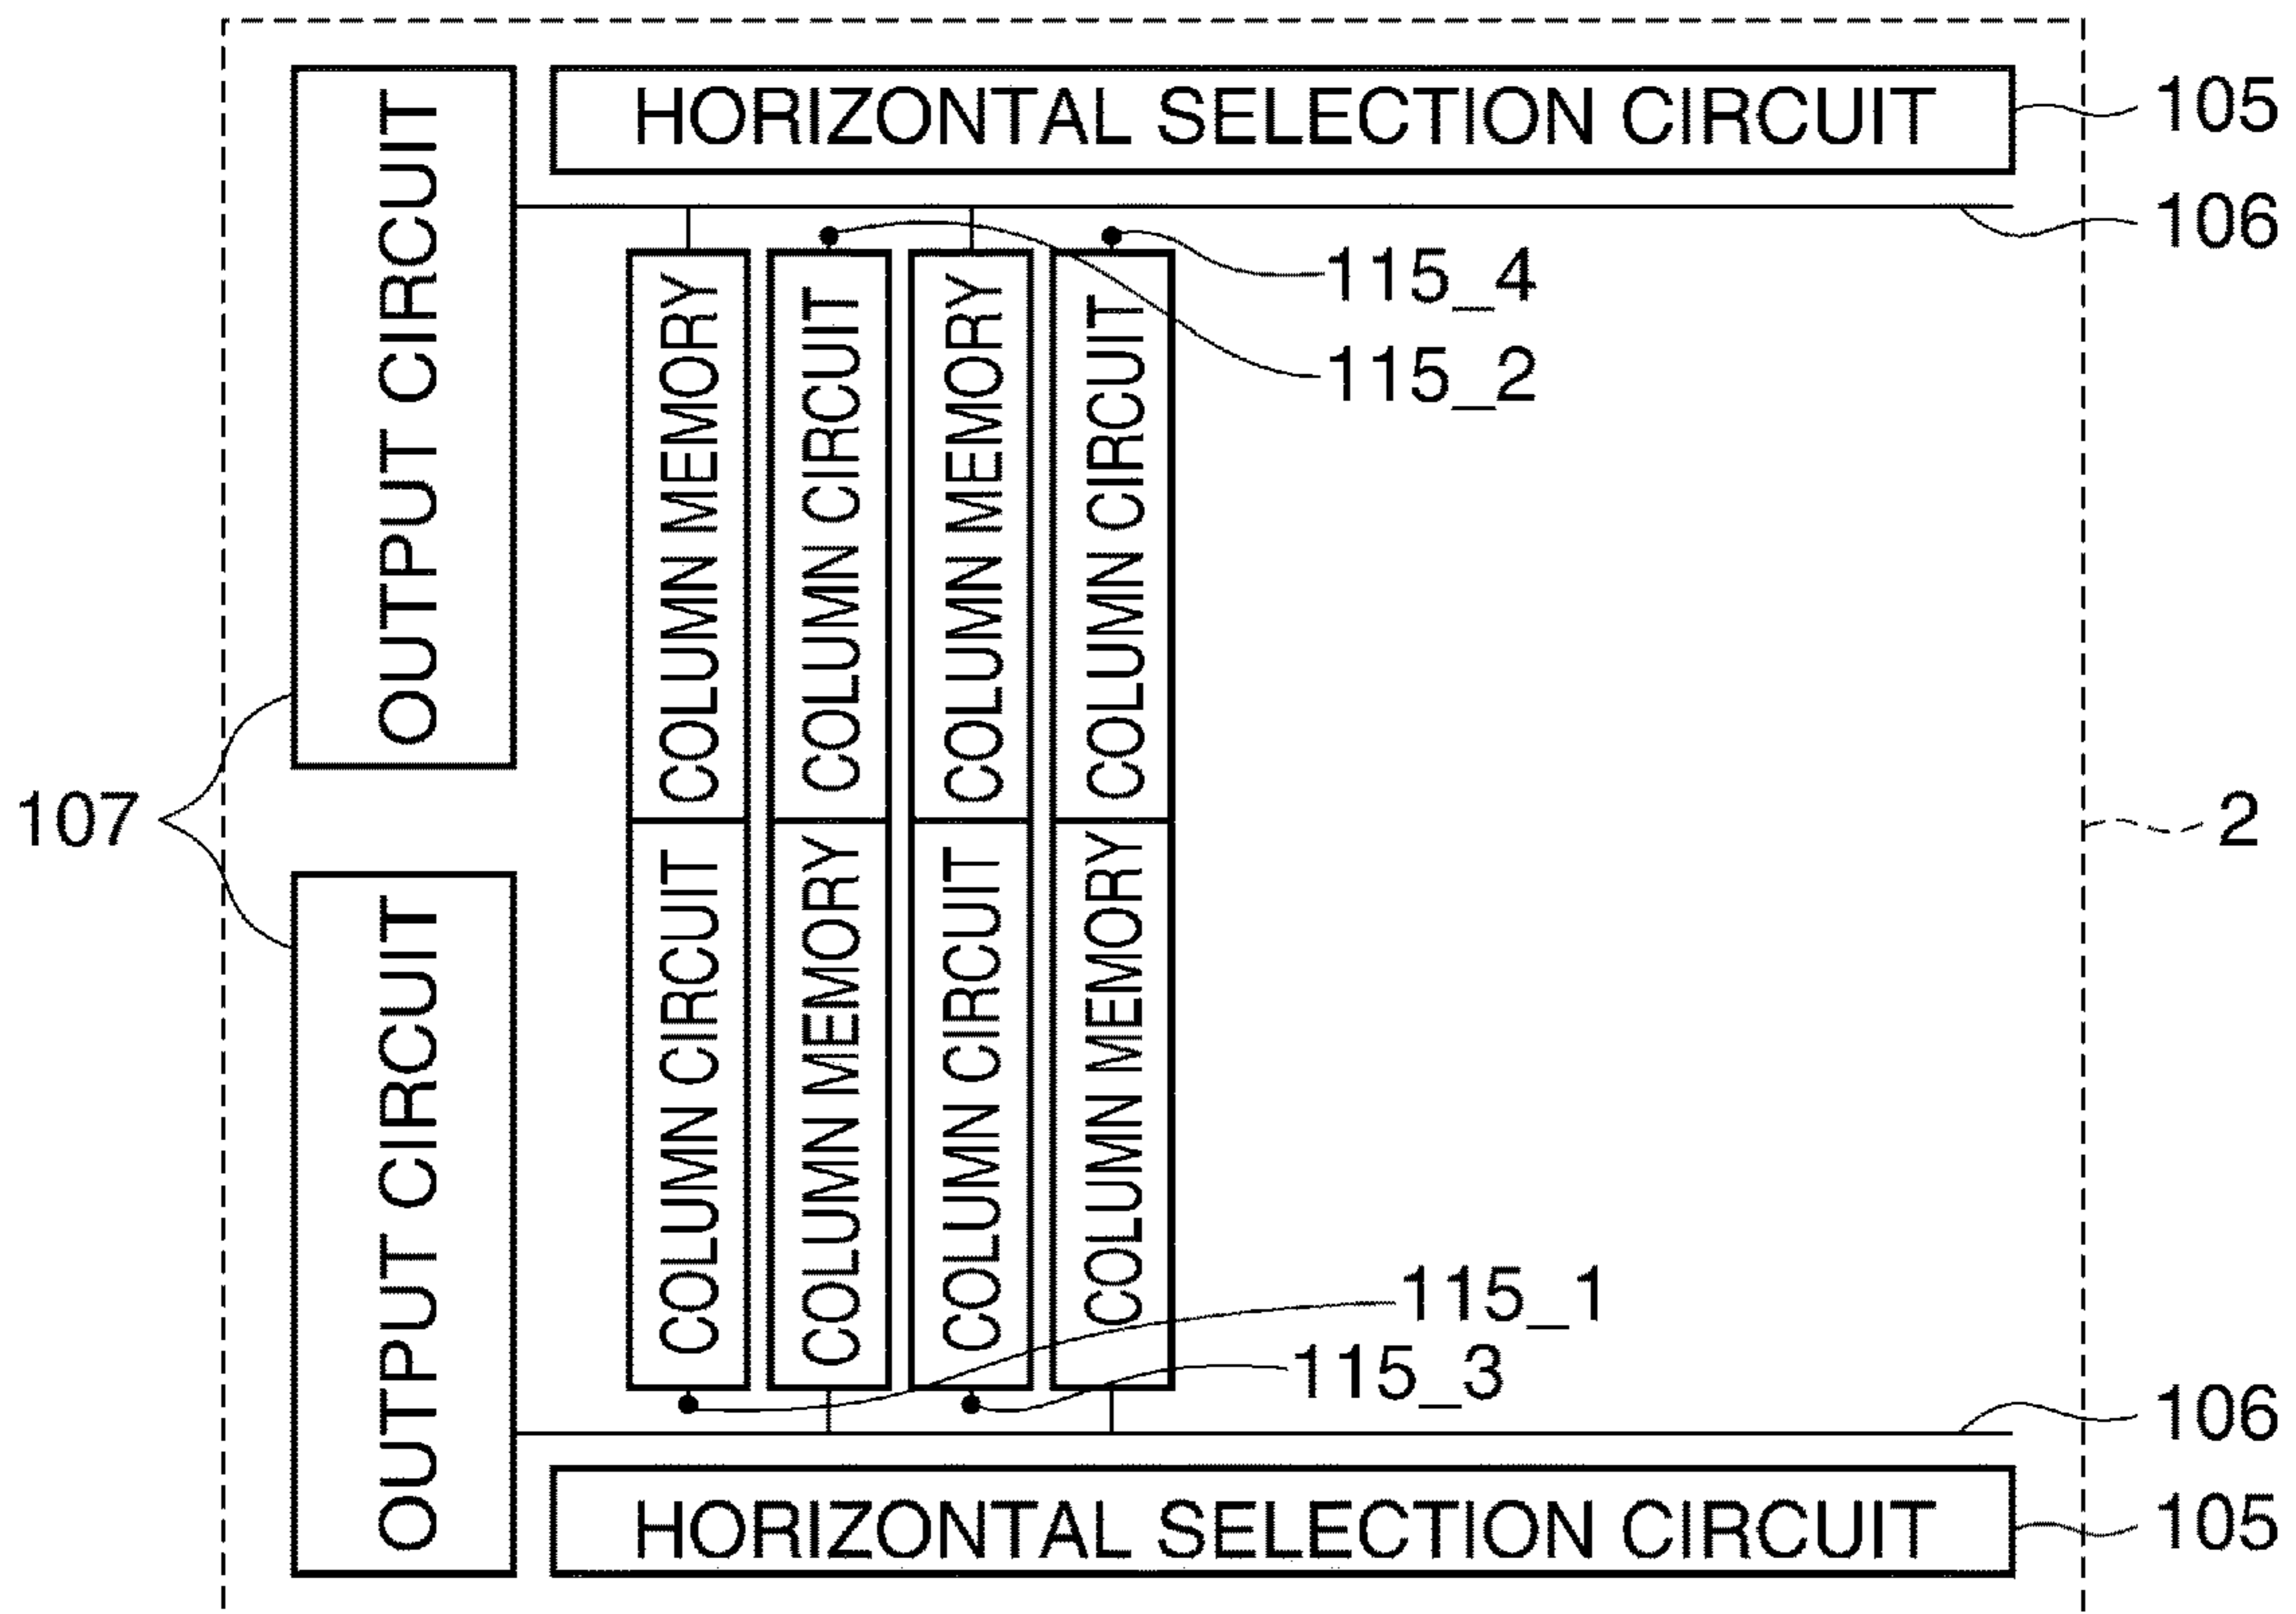 HORIZONTAL SELECTION CIRCUIT
105
106
OUTPUT CIRCUIT
115_4
115_2
COLUMN MEMORY
COLUMN CIRCUIT
COLUMN MEMORY
COLUMN CIRCUIT
107
2
OUTPUT CIRCUIT
COLUMN CIRCUIT
COLUMN MEMORY
COLUMN CIRCUIT
COLUMN MEMORY
115_1
115_3
106
HORIZONTAL SELECTION CIRCUIT
105